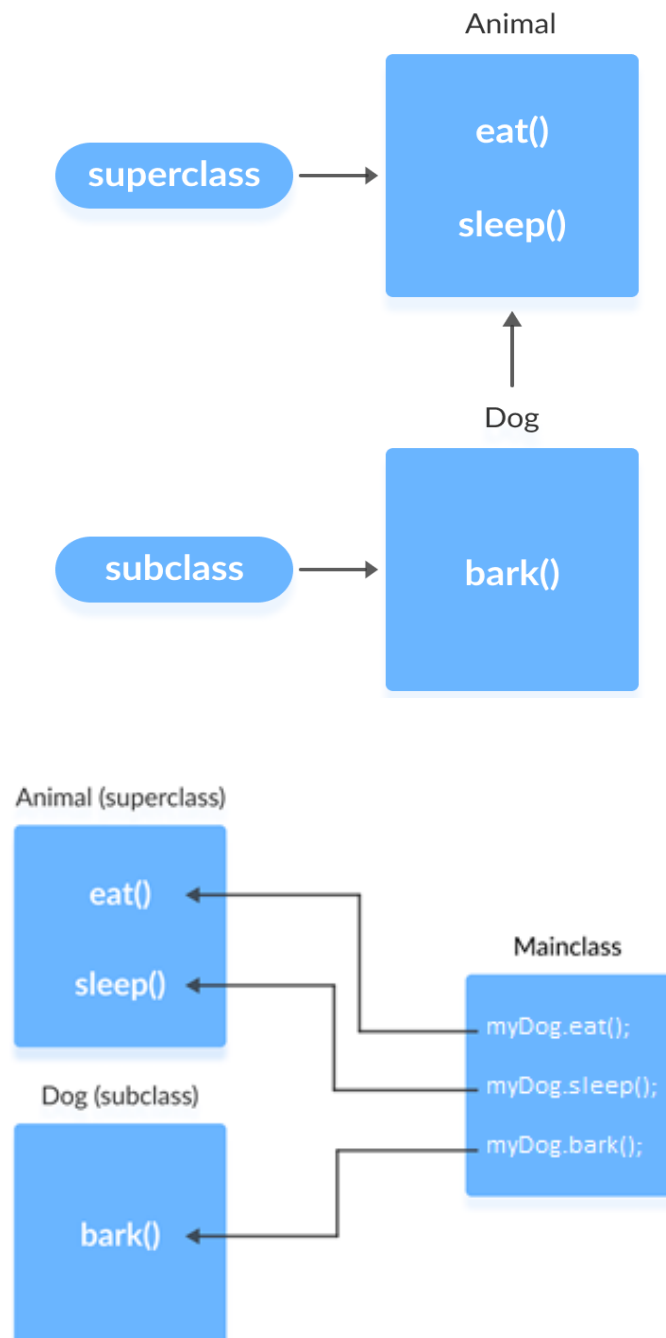 Animal
eat()
superclass
sleep()
Dog
subclass
bark()
Animal (superclass)
eat()
sleep()
Mainclass
myDog.eat();
myDog.sleep();
myDog.bark();
Dog (subclass)
bark()